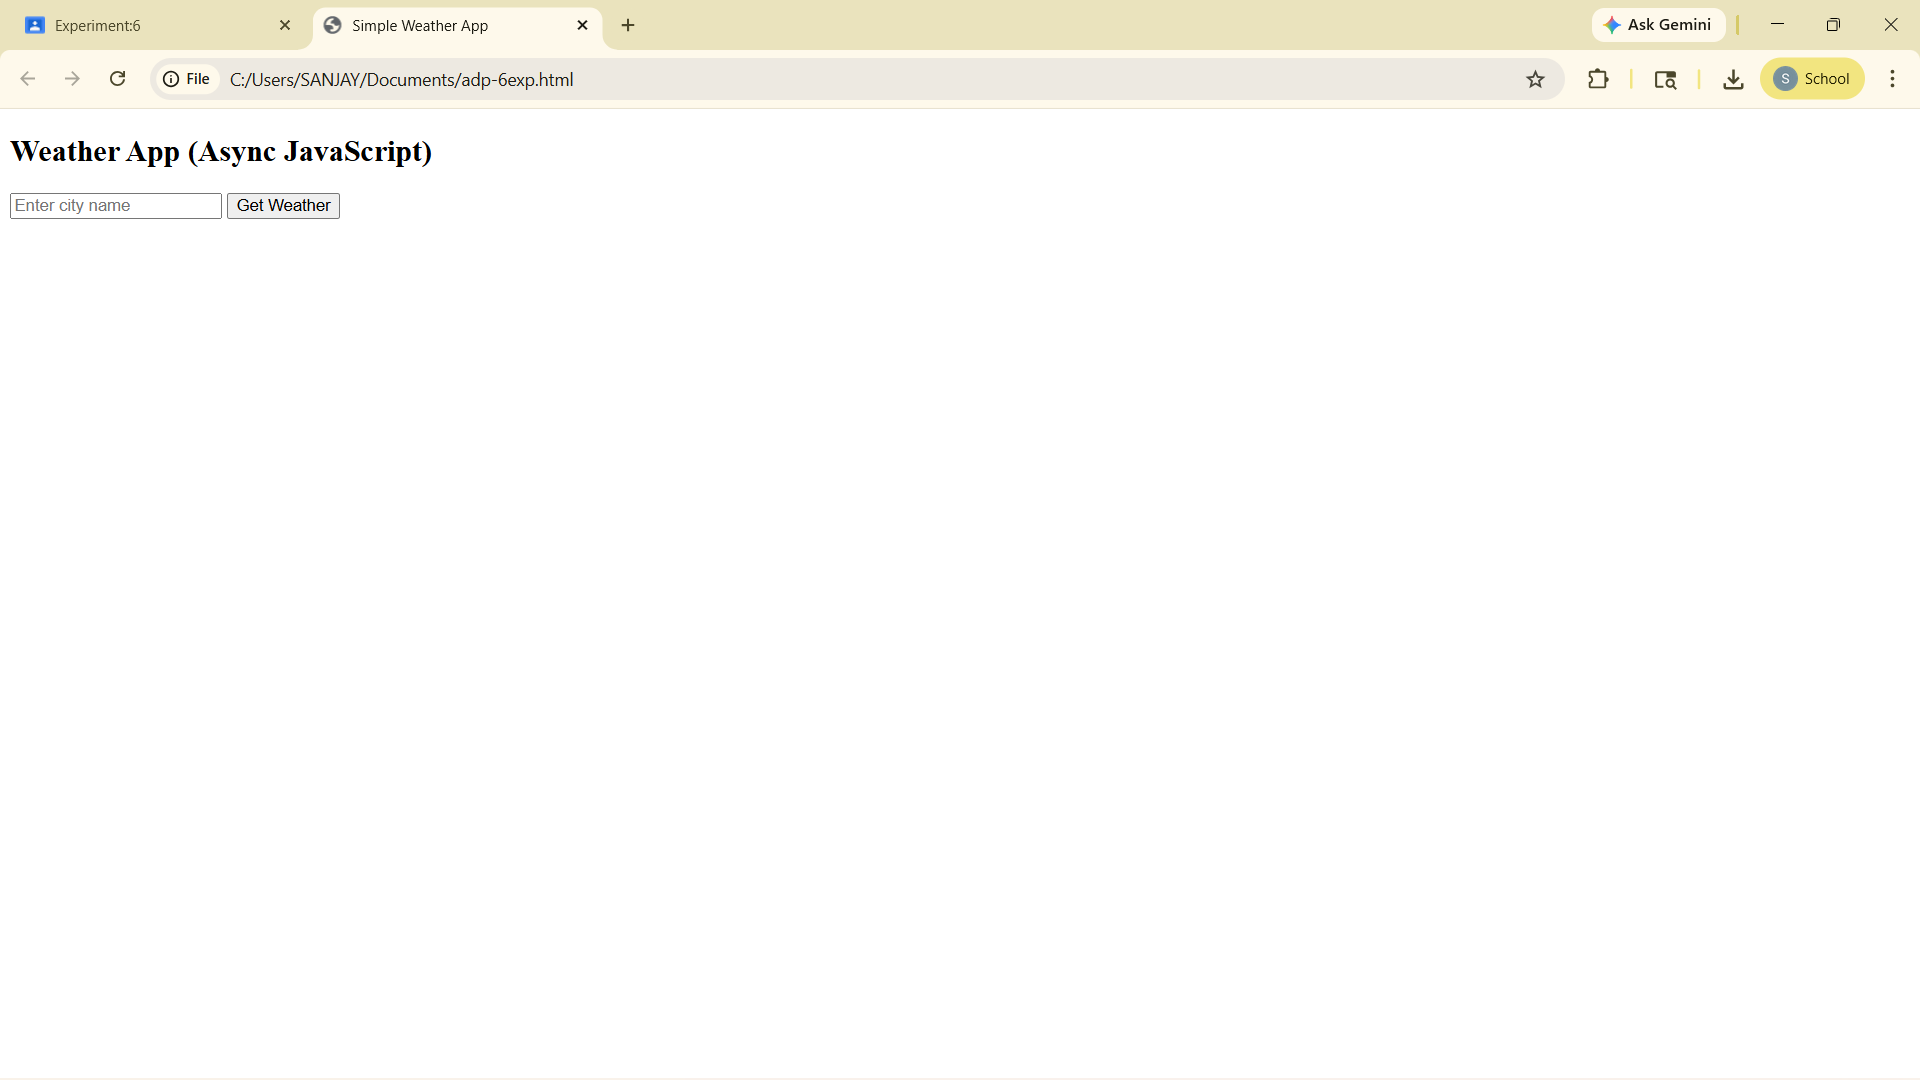 Experiment:6
Simple Weather App
Ask Gemini
File
C:/Users/SANJAY/Documents/adp-6exp.html
S
School
Weather App (Async JavaScript)
Enter city name
Get Weather